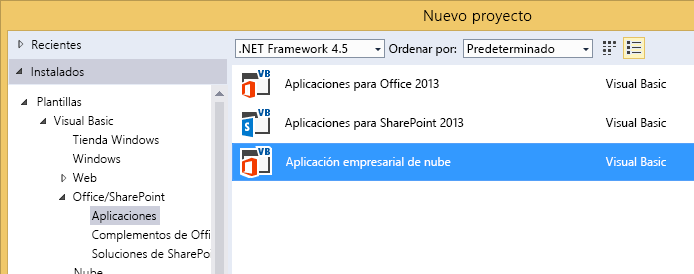 Nuevo proyecto
Recientes
Instalados
Plantillas
Visual Basic
Tienda Windows
Windows
Web
Office/SharePoint
Aplicaciones
Complementos de Offi
Soluciones de SharePo
Nube
.NET Framework 4.5 Ordenar por: Predeterminado
VB Aplicaciones para Office 2013 Visual Basic
VB Aplicaciones para SharePoint 2013 Visual Basic
VB Aplicación empresarial de nube Visual Basic